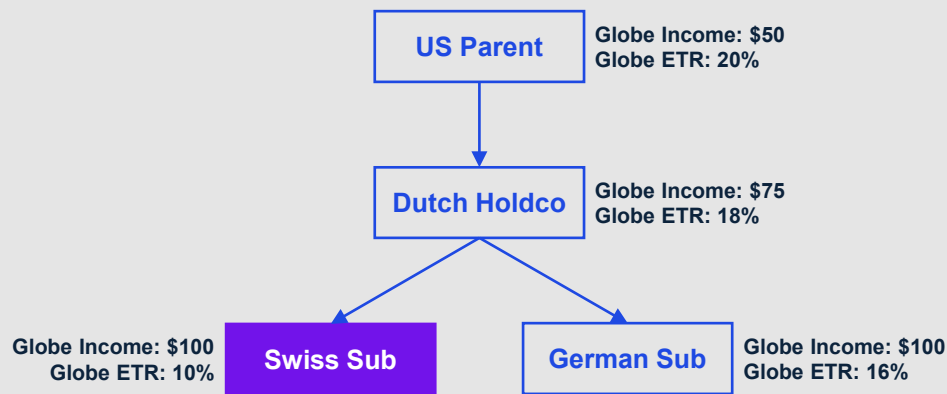 US Parent
Globe Income: $50
Globe ETR: 20%
Dutch Holdco
Globe Income: $75
Globe ETR: 18%
Globe Income: $100
Globe ETR: 10%
Swiss Sub
German Sub
Globe Income: $100
Globe ETR: 16%